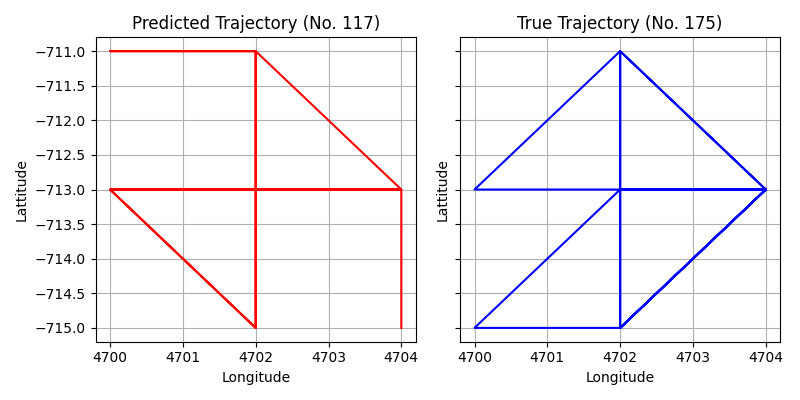 Predicted Trajectory (No. 117)
True Trajectory (No. 175)
−711.0
−711.5
−712.0
−712.5
−713.0
−713.5
−714.0
−714.5
−715.0
Lattitude
Lattitude
4700 4701 4702 4703 4704
4700 4701 4702 4703 4704
Longitude
Longitude